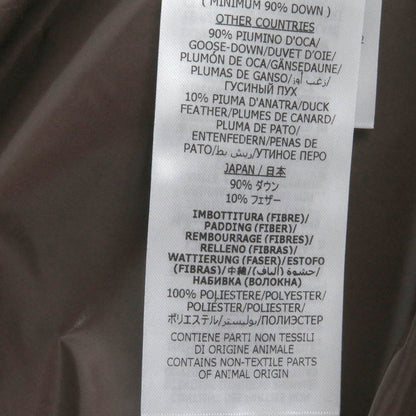 ( MINIMUM 90% DOWN )
OTHER COUNTRIES
90% PIUMINO D'OCA/
GOOSE-DOWN/DUVET D'OIE/
PLUMÓN DE OCA/GÄNSEDAUNE/
PLUMAS DE GANSO/زغب أوز/
ГУСИНЫЙ ПУХ
10% PIUMA D'ANATRA/DUCK
FEATHER/PLUMES DE CANARD/
PLUMA DE PATO/
ENTENFEDERN/PENAS DE
PATO/ريش بط/УТИНОЕ ПЕРО
JAPAN / 日本
90% ダウン
10% フェザー
IMBOTTITURA (FIBRE)/
PADDING (FIBER)/
REMBOURRAGE (FIBRES)/
RELLENO (FIBRAS)/
WATTIERUNG (FASER)/ESTOFO
(FIBRAS)/中綿/حشوة (ألياف)/
НАБИВКА (ВОЛОКНА)
100% POLIESTERE/POLYESTER/
POLIÉSTER/POLIESTER/
ポリエステル/بوليستر/ПОЛИЭСТЕР
CONTIENE PARTI NON TESSILI
DI ORIGINE ANIMALE
CONTAINS NON-TEXTILE PARTS
OF ANIMAL ORIGIN